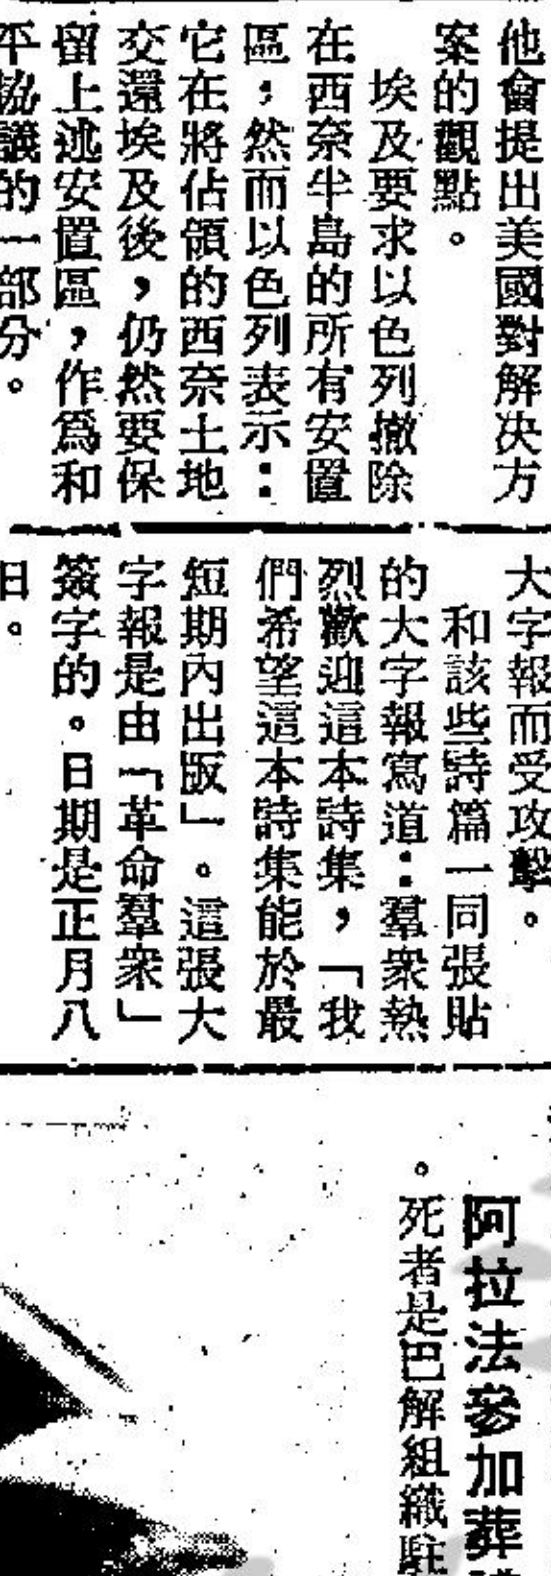 他會提出美國對解决方
案的觀點。
埃及要求以色列撤除
在西奈半島的所有安置
區，然而以色列表示：
它在將佔領的西奈土地
交還埃及後，仍然要保
留上述安置區，作爲和
平協議的一部分。
大字報而受攻擊。
和該些詩篇一同張貼
的大字報寫道：羣衆熱
烈歡迎這本詩集，「我
們希望這本詩集能於最
短期內出版」。這張大
字報是由「革命羣衆」
簽字的。日期是正月八
日。
阿拉法參加葬
。死者是巴解組織駐